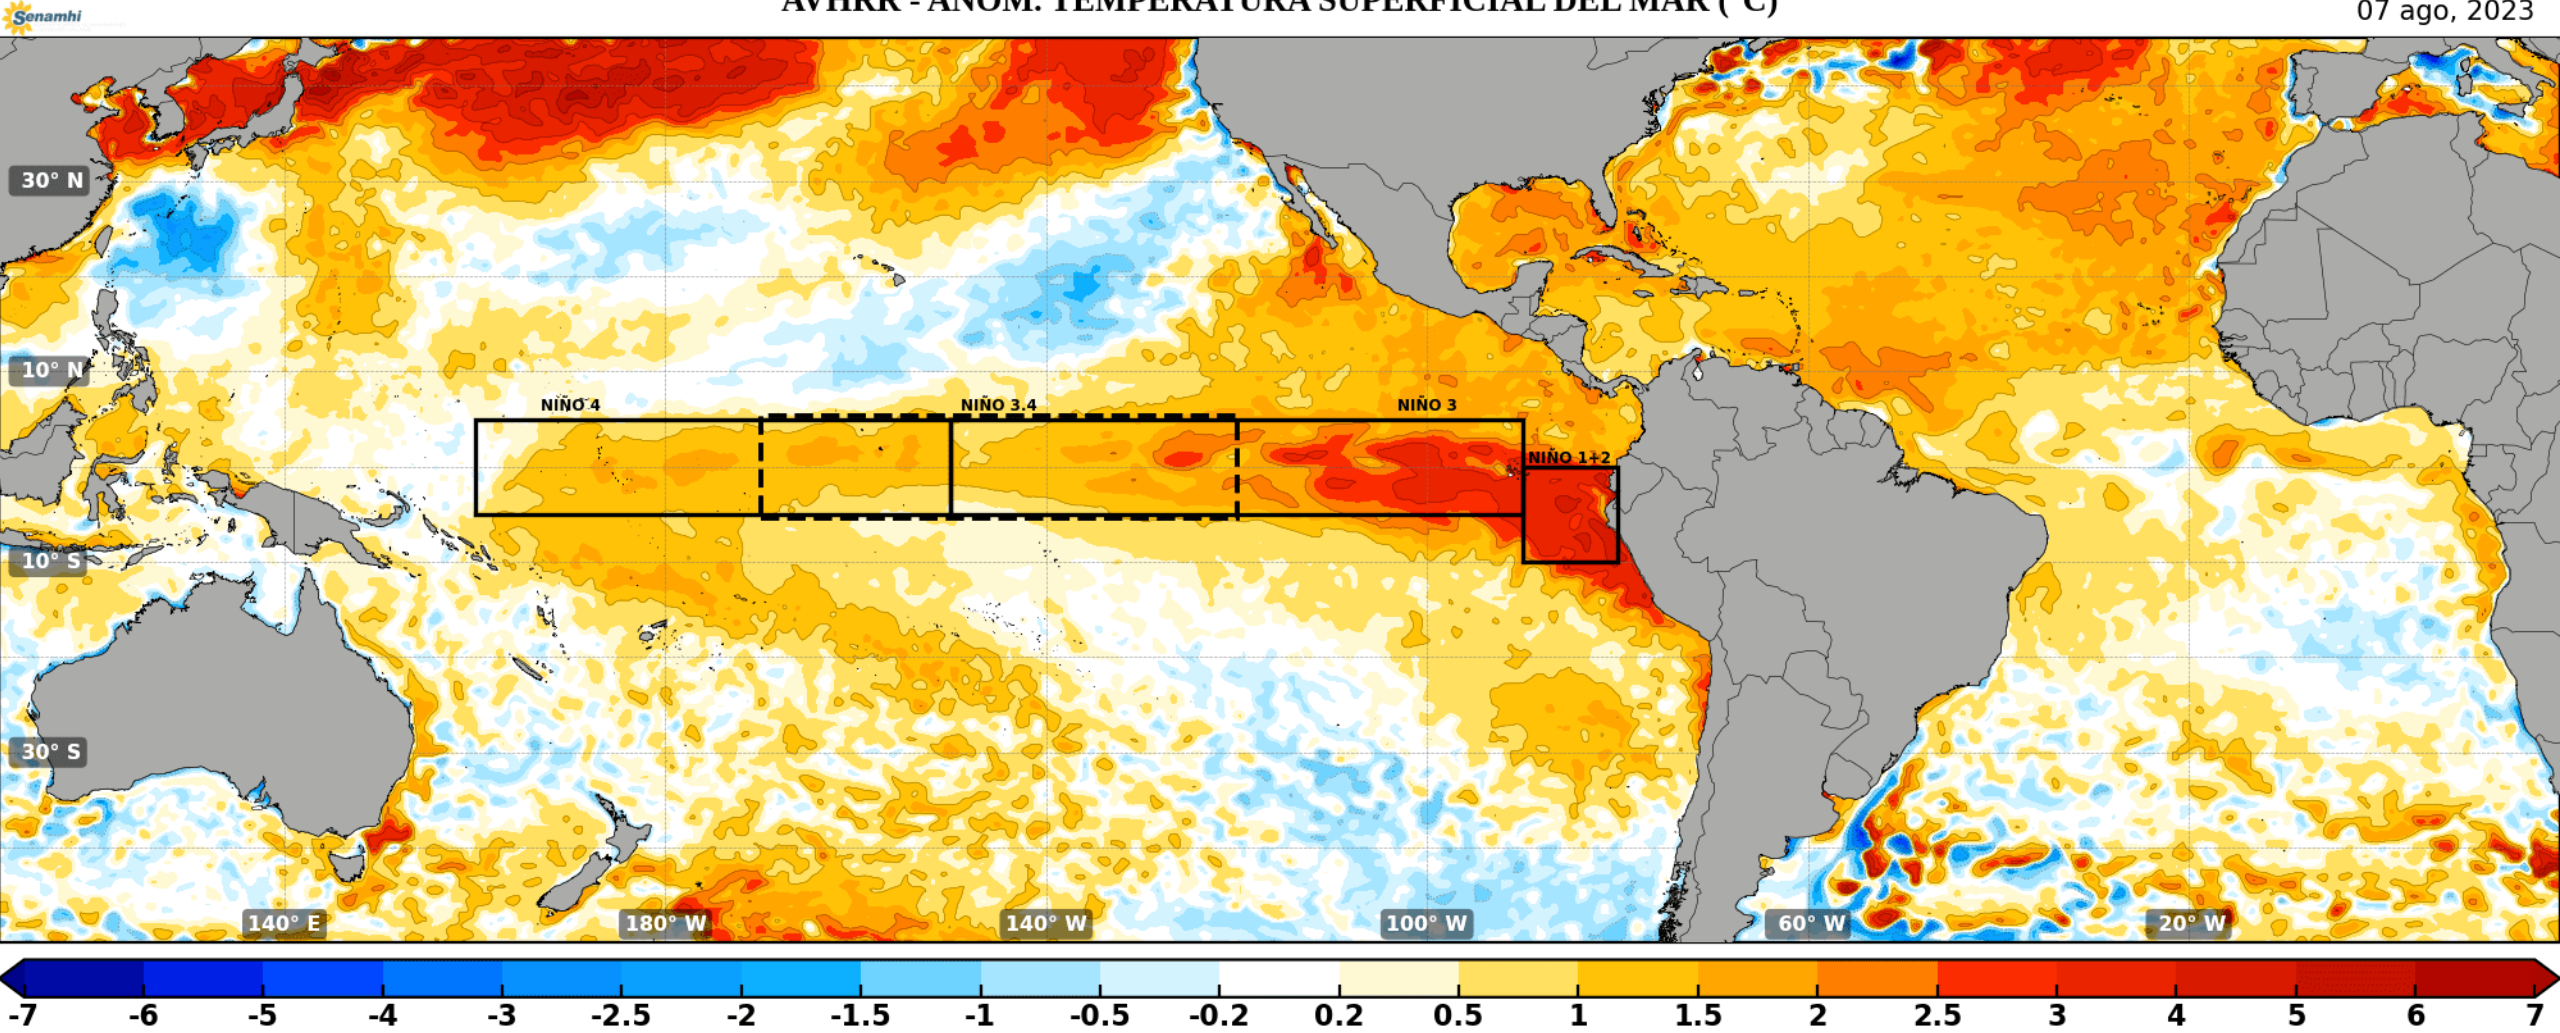 Senamhi
AVHRR - ANOM. TEMPERATURA SUPERFICIAL DEL MAR (°C)
07 ago, 2023
30° N
10° N
NIÑO 4
NIÑO 3.4
NIÑO 3
NIÑO 1+2
10° S
30° S
140° E
180° W
140° W
100° W
60° W
20° W
-7 -6 -5 -4 -3 -2.5 -2 -1.5 -1 -0.5 -0.2 0.2 0.5 1 1.5 2 2.5 3 4 5 6 7